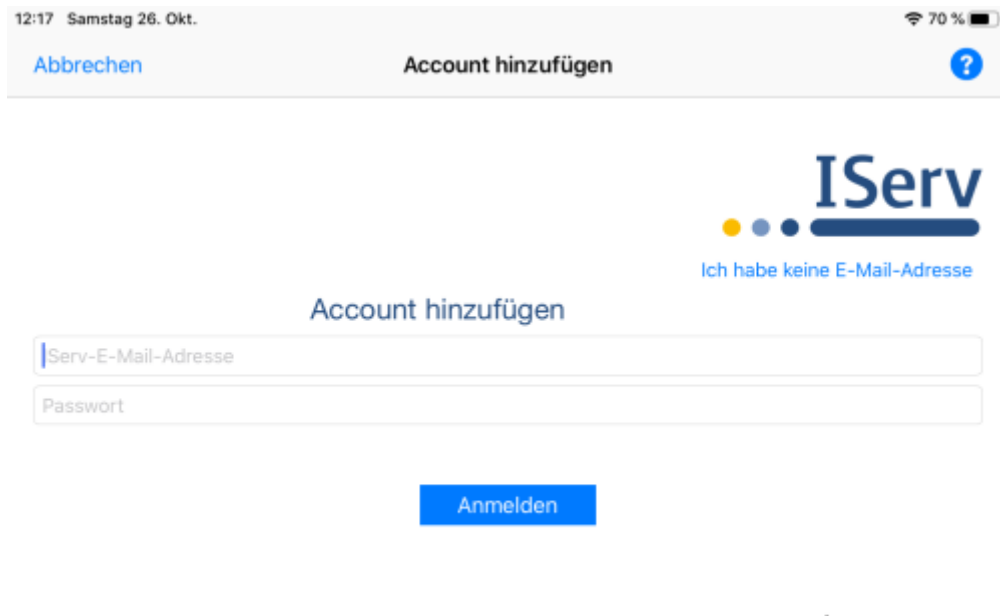 12:17 Samstag 26. Okt. 70 %
Abbrechen Account hinzufügen ?
IServ
Ich habe keine E-Mail-Adresse
Account hinzufügen
Serv-E-Mail-Adresse
Passwort
Anmelden